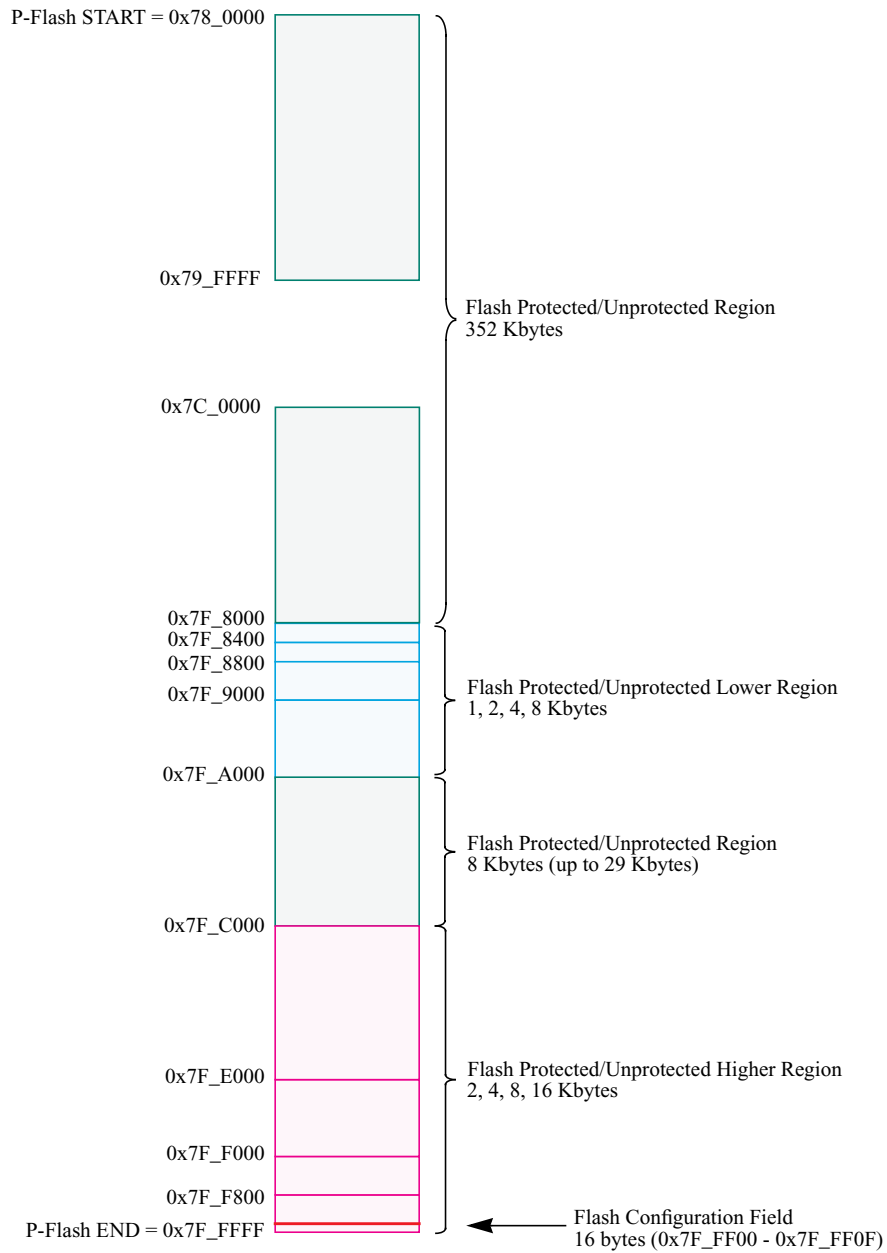 P-Flash START = 0x78_0000
0x79_FFFF
Flash Protected/Unprotected Region
352 Kbytes
0x7C_0000
0x7F_8000
0x7F_8400
0x7F_8800
0x7F_9000
Flash Protected/Unprotected Lower Region
1, 2, 4, 8 Kbytes
0x7F_A000
Flash Protected/Unprotected Region
8 Kbytes (up to 29 Kbytes)
0x7F_C000
0x7F_E000
Flash Protected/Unprotected Higher Region
2, 4, 8, 16 Kbytes
0x7F_F000
0x7F_F800
P-Flash END = 0x7F_FFFF
Flash Configuration Field
16 bytes (0x7F_FF00 - 0x7F_FF0F)